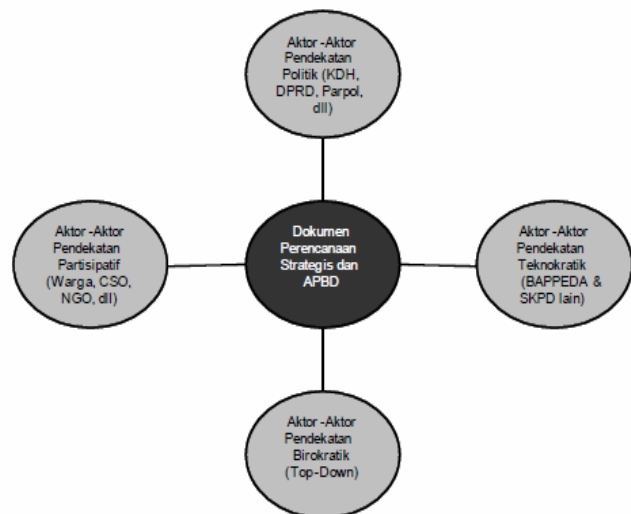 Aktor -Aktor
Pendekatan
Politik (KDH,
DPRD, Parpol,
dll)
Aktor -Aktor
Pendekatan
Partisipatif
(Warga, CSO,
NGO, dll)
Dokumen
Perencanaan
Strategis dan
APBD
Aktor -Aktor
Pendekatan
Teknokratik
(BAPPEDA &
SKPD lain)
Aktor -Aktor
Pendekatan
Birokratik
(Top-Down)